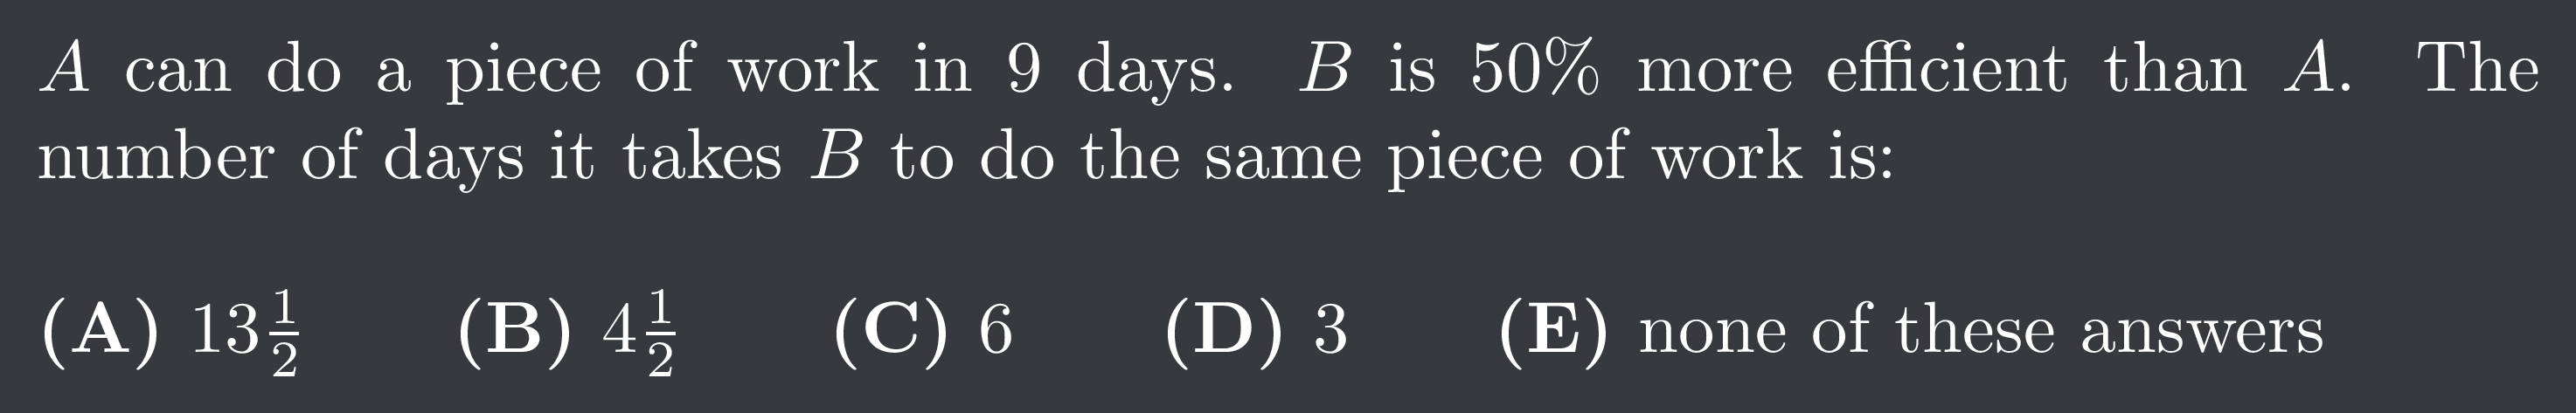 A can do a piece of work in 9 days. B is 50% more efficient than A. The
number of days it takes B to do the same piece of work is:
(A) 13 1/2 (B) 4 1/2 (C) 6 (D) 3 (E) none of these answers